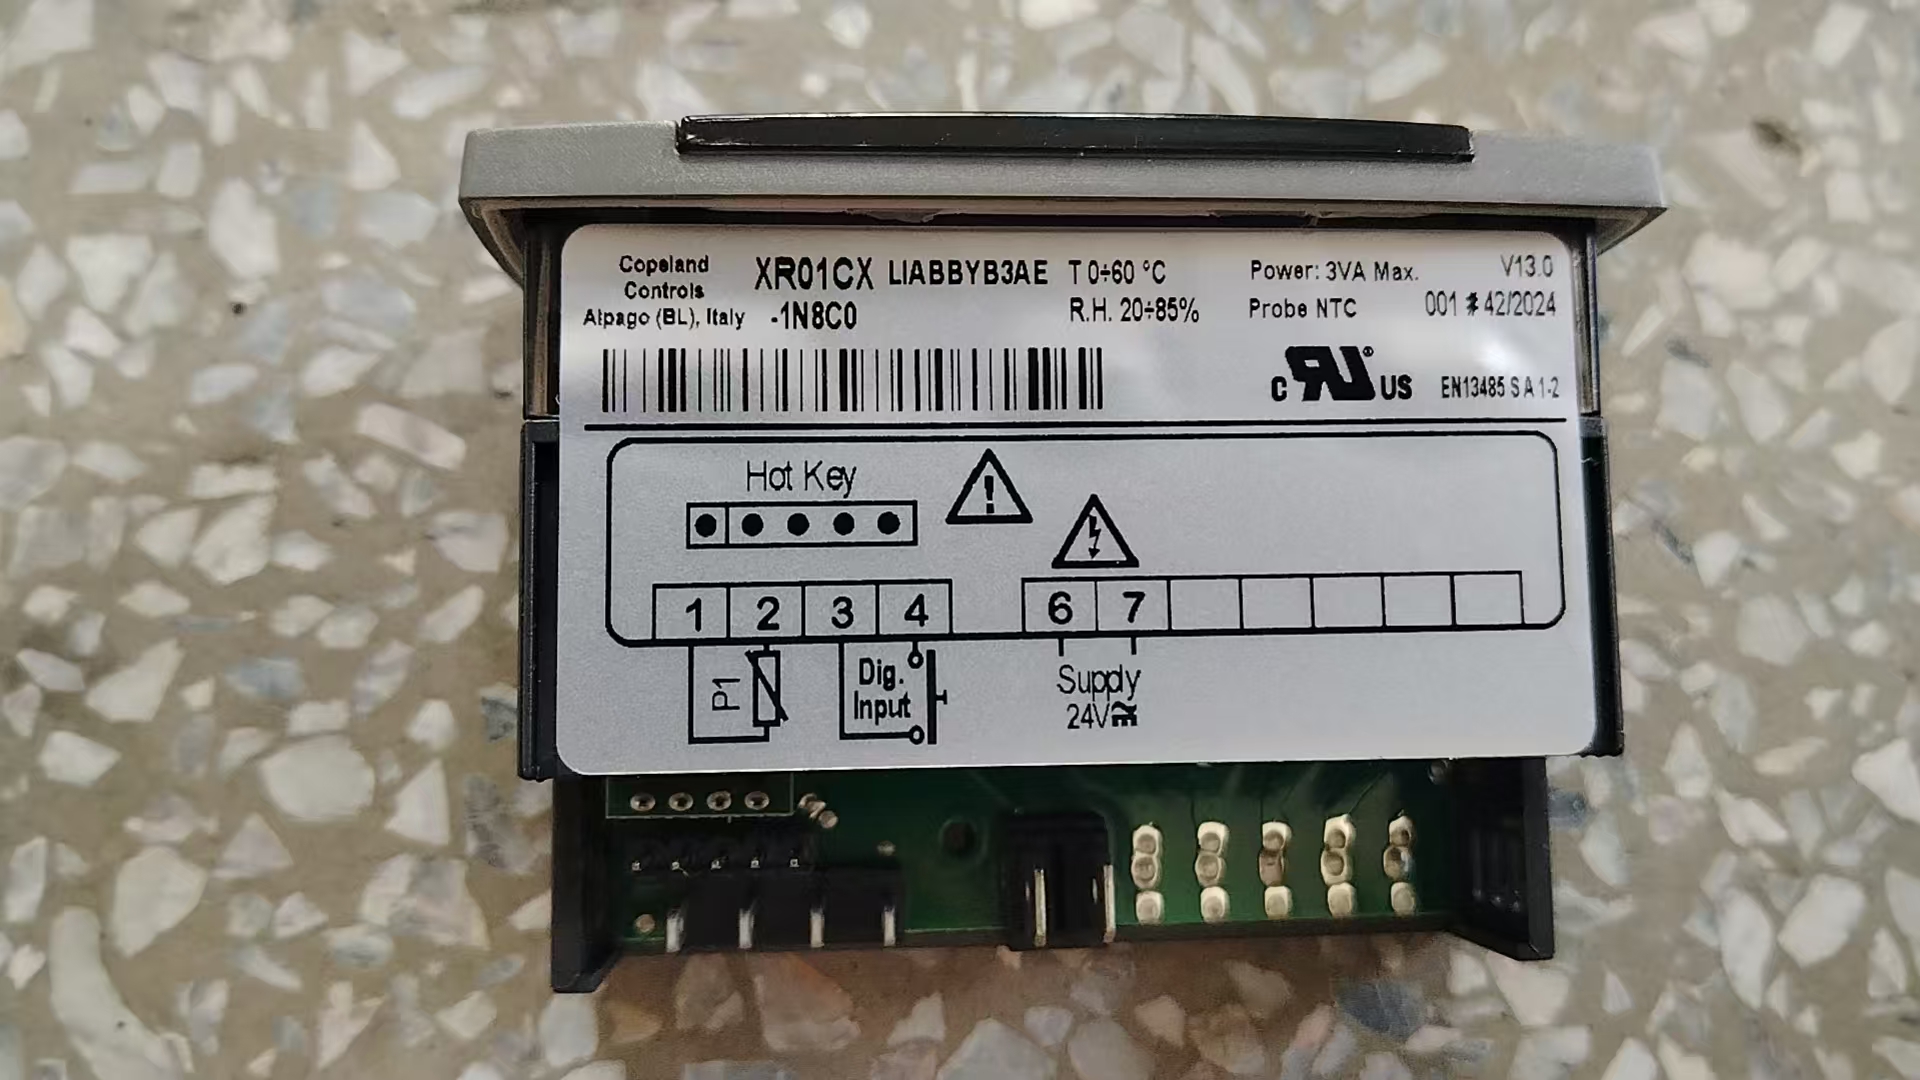 Copeland
Controls
Alpago (BL), Italy
XR01CX LIABBYB3AE
-1N8C0
T 0÷60 °C
R.H. 20÷85%
Power: 3VA Max.
Probe NTC
V13.0
001 42/2024
c RU ® US
EN13485 S A 1-2
Hot Key
1 2 3 4 6 7
P1
Dig.
Input
Supply
24V